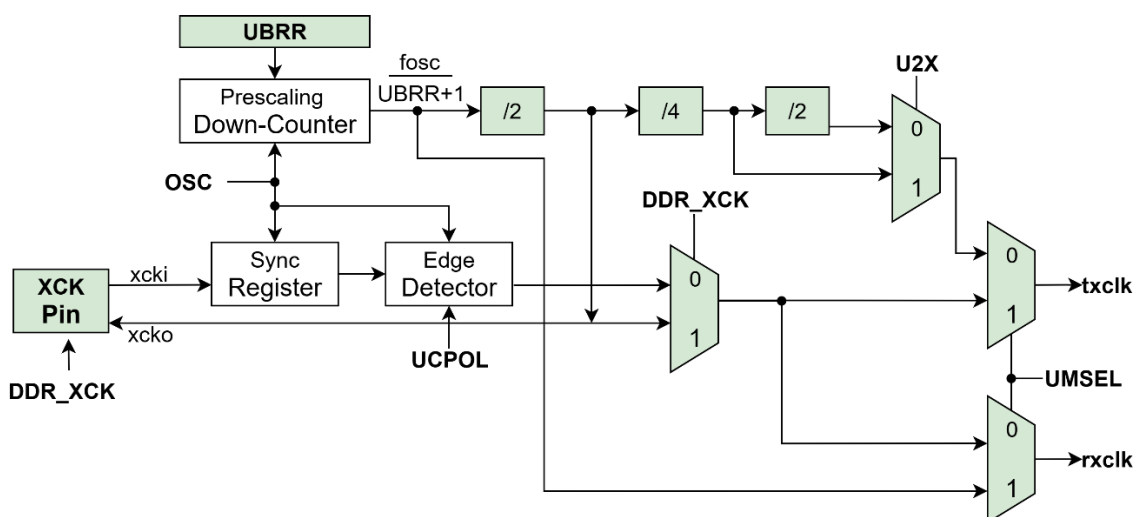 UBRR
fosc
UBRR+1
Prescaling
Down-Counter
/2
/4
/2
U2X
0
1
OSC
DDR_XCK
Sync
Register
Edge
Detector
0
1
0
1
txclk
XCK
Pin
xcki
xcko
UCPOL
DDR_XCK
UMSEL
0
1
rxclk